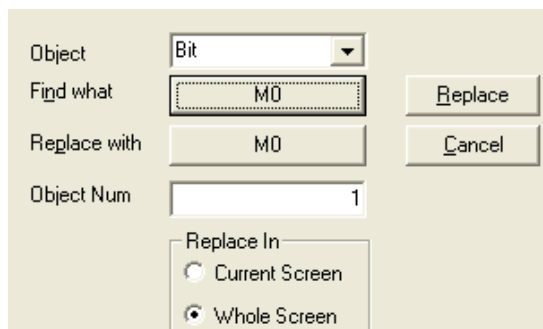 Object Bit
Find what M0 Replace
Replace with M0 Cancel
Object Num 1
Replace In
Current Screen
Whole Screen